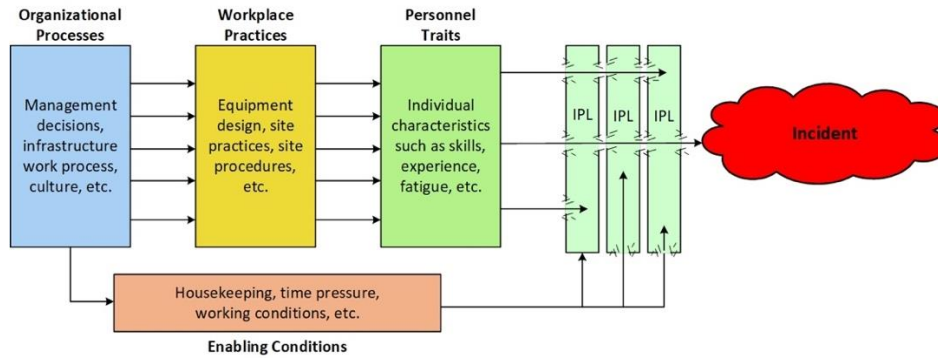 Organizational
Processes
Workplace
Practices
Personnel
Traits
Management
decisions,
infrastructure
work process,
culture, etc.
Equipment
design, site
practices, site
procedures,
etc.
Individual
characteristics
such as skills,
experience,
fatigue, etc.
IPL
IPL
IPL
Incident
Housekeeping, time pressure,
working conditions, etc.
Enabling Conditions